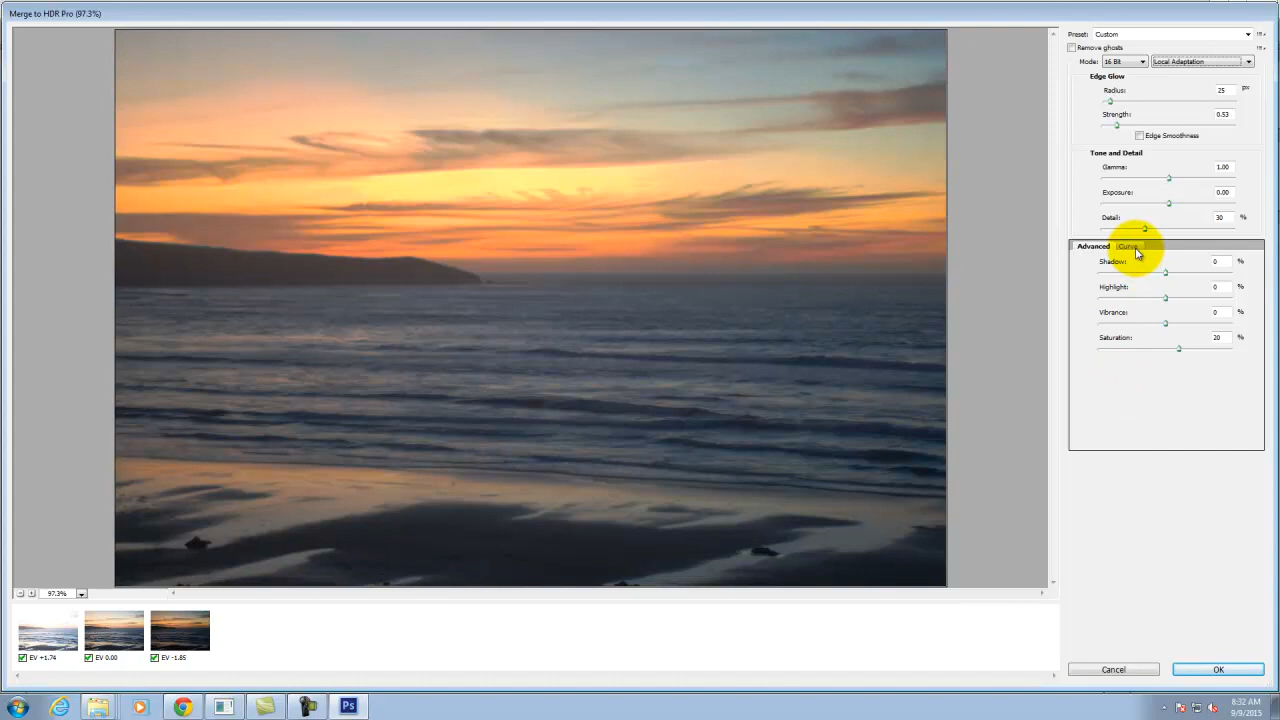 Merge to HDR Pro (97.3%)
Preset: Custom
Remove ghosts
Mode: 16 Bit Local Adaptation
Edge Glow
Radius: 25 px
Strength: 0.53
Edge Smoothness
Tone and Detail
Gamma: 1.00
Exposure: 0.00
Detail: 30 %
Advanced Curve
Shadow: 0 %
Highlight: 0 %
Vibrance: 0 %
Saturation: 20 %
97.3%
EV +1.74 EV 0.00 EV -1.85
Cancel OK
Ps
8:32 AM
9/9/2015